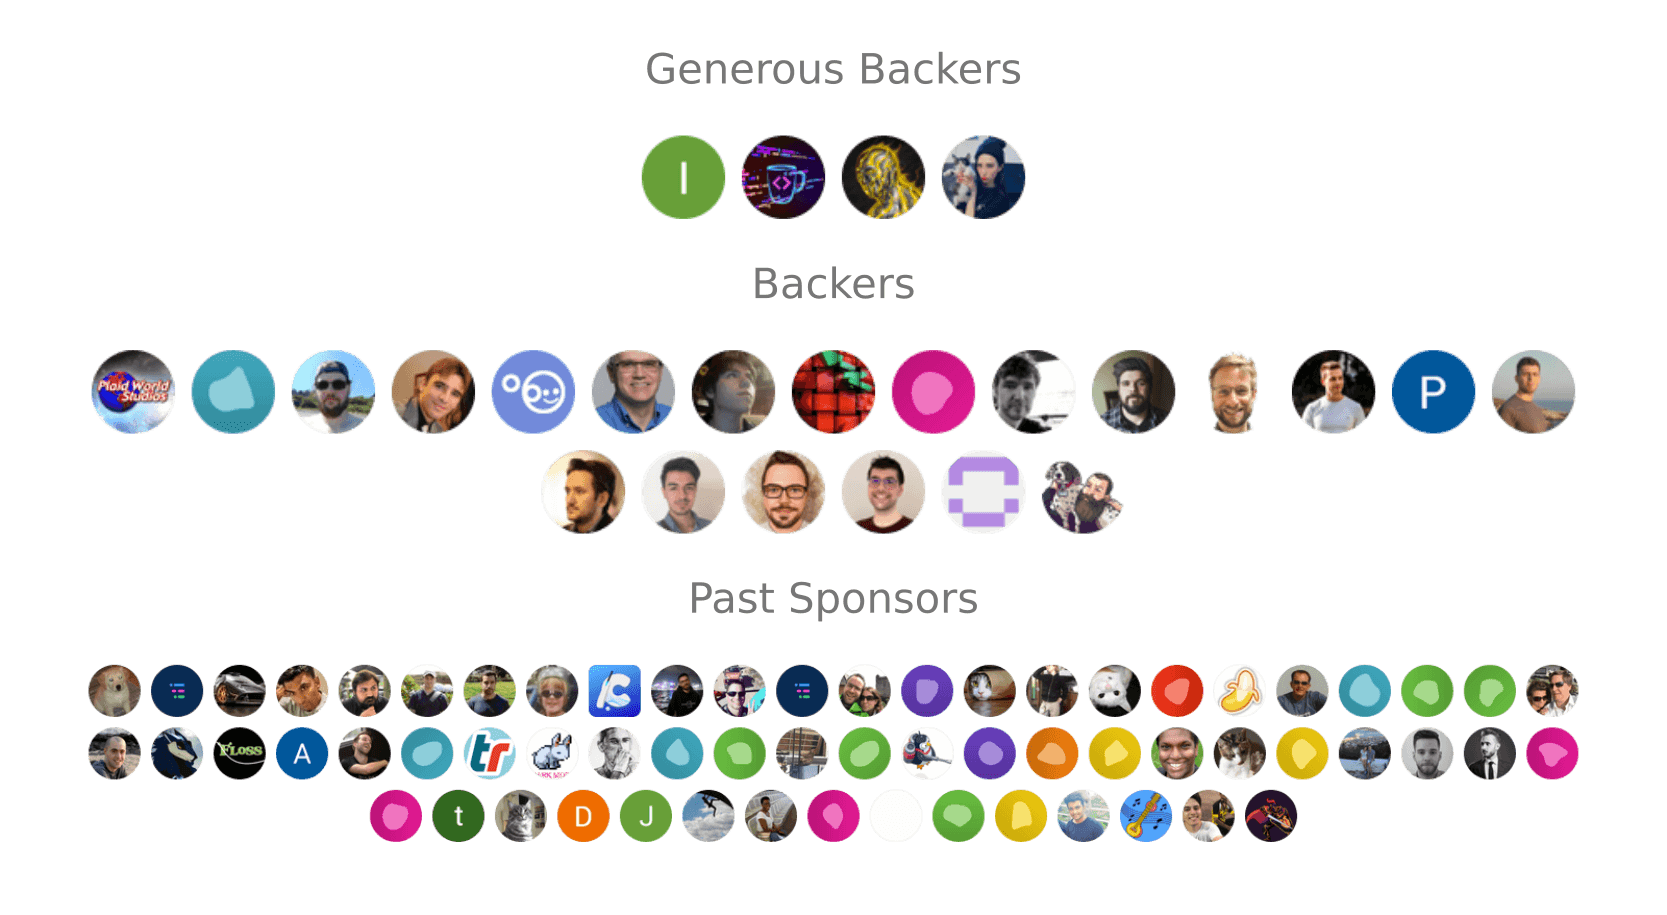 Generous Backers
I
Backers
Plaid World
Studios
P
Past Sponsors
C
FLOSS
A
tr
t
D
J